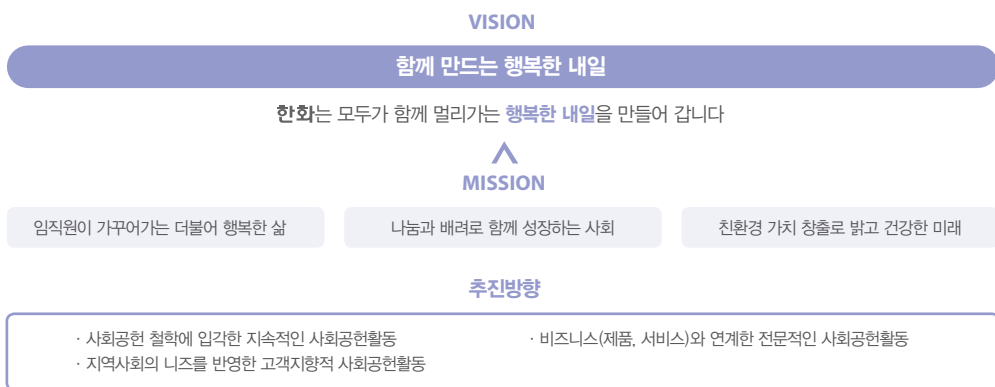 VISION
함께 만드는 행복한 내일
한화는 모두가 함께 멀리가는 행복한 내일을 만들어 갑니다
MISSION
임직원이 가꾸어가는 더불어 행복한 삶
나눔과 배려로 함께 성장하는 사회
친환경 가치 창출로 밝고 건강한 미래
추진방향
· 사회공헌 철학에 입각한 지속적인 사회공헌활동
· 지역사회의 니즈를 반영한 고객지향적 사회공헌활동
· 비즈니스(제품, 서비스)와 연계한 전문적인 사회공헌활동